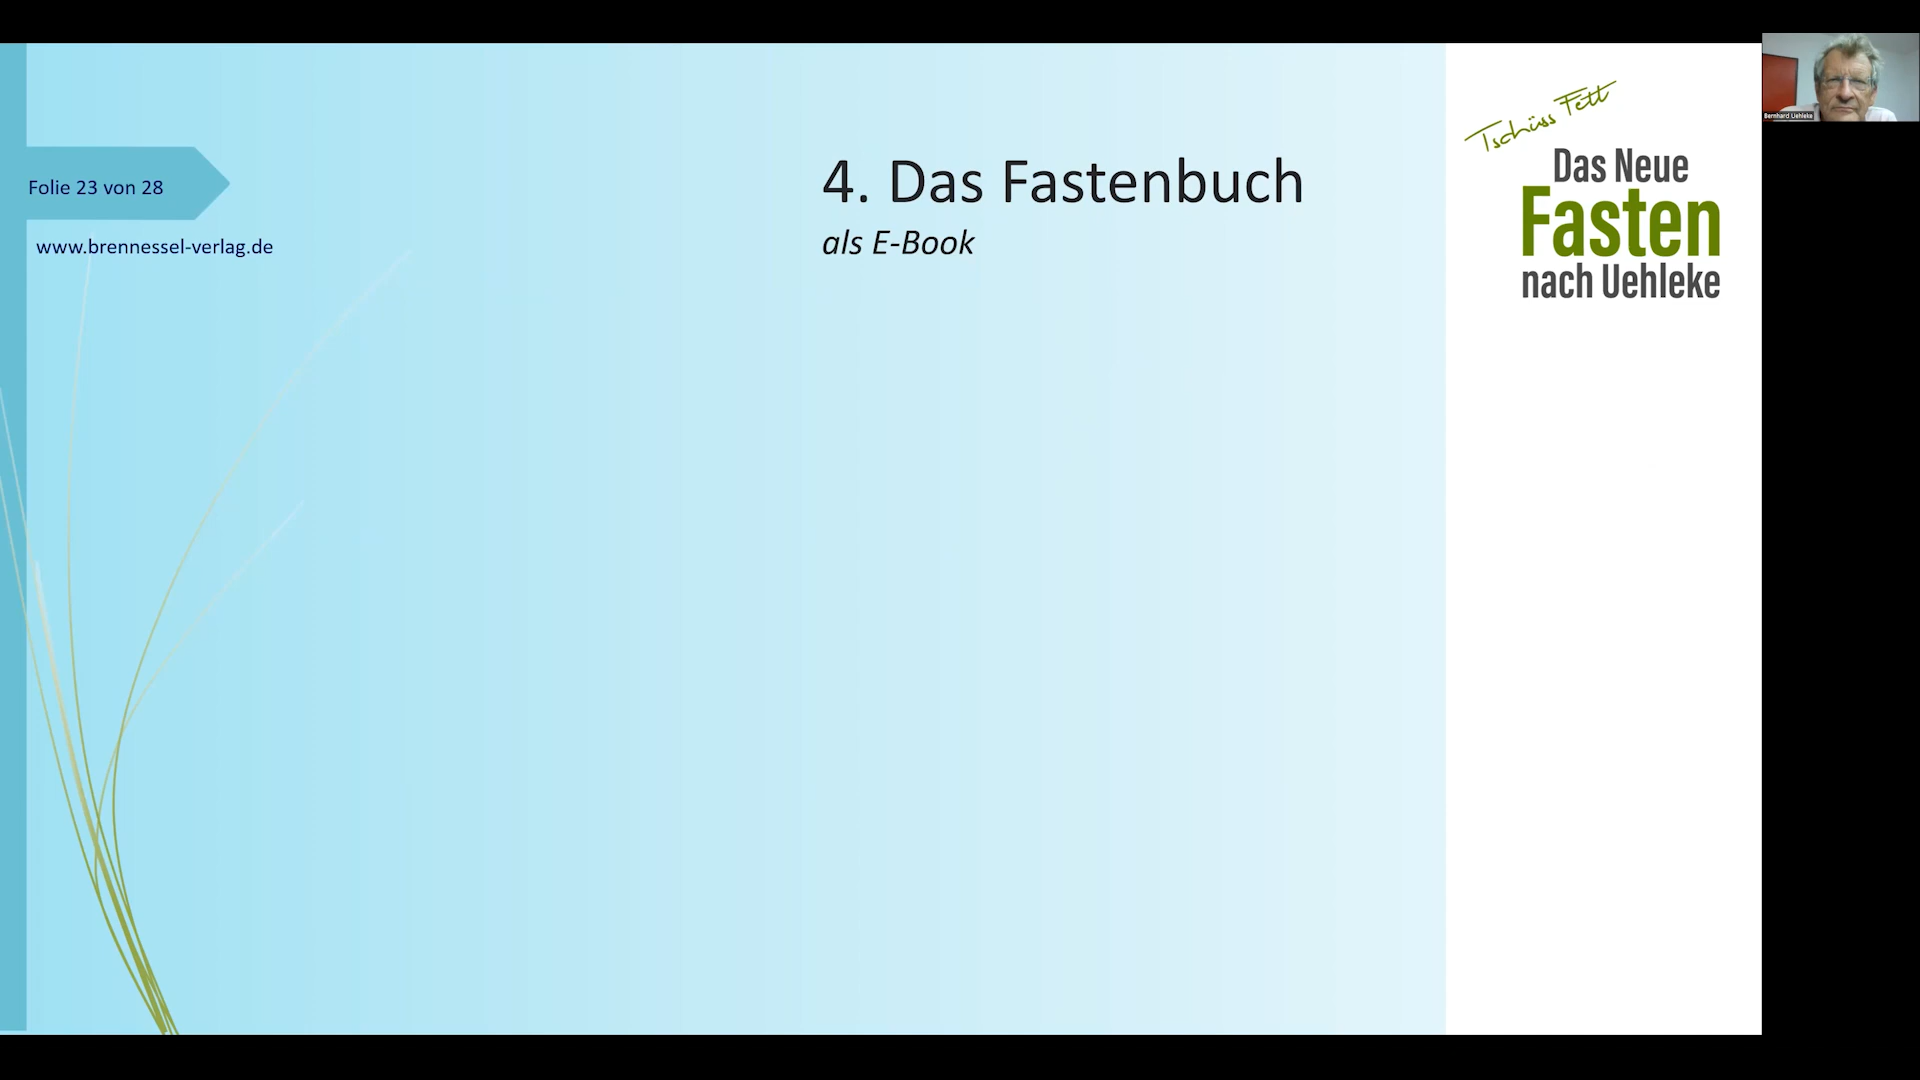 Folie 23 von 28
www.brennessel-verlag.de
4. Das Fastenbuch
als E-Book
Tschüss Fett
Das Neue
Fasten
nach Uehleke
Bernhard Uehleke